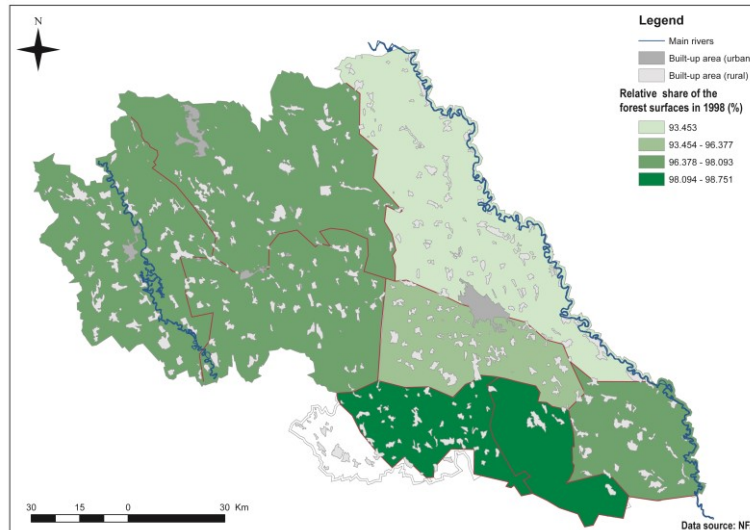 N
Legend
Main rivers
Built-up area (urban
Built-up area (rural)
Relative share of the
forest surfaces in 1998 (%)
93.453
93.454 - 96.377
96.378 - 98.093
98.094 - 98.751
30 15 0 30 Km
Data source: NF